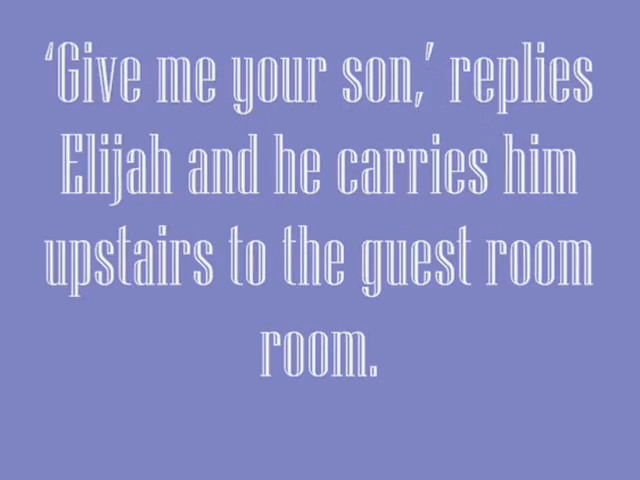 ‘Give me your son,’ replies
Elijah and he carries him
upstairs to the guest room
room.